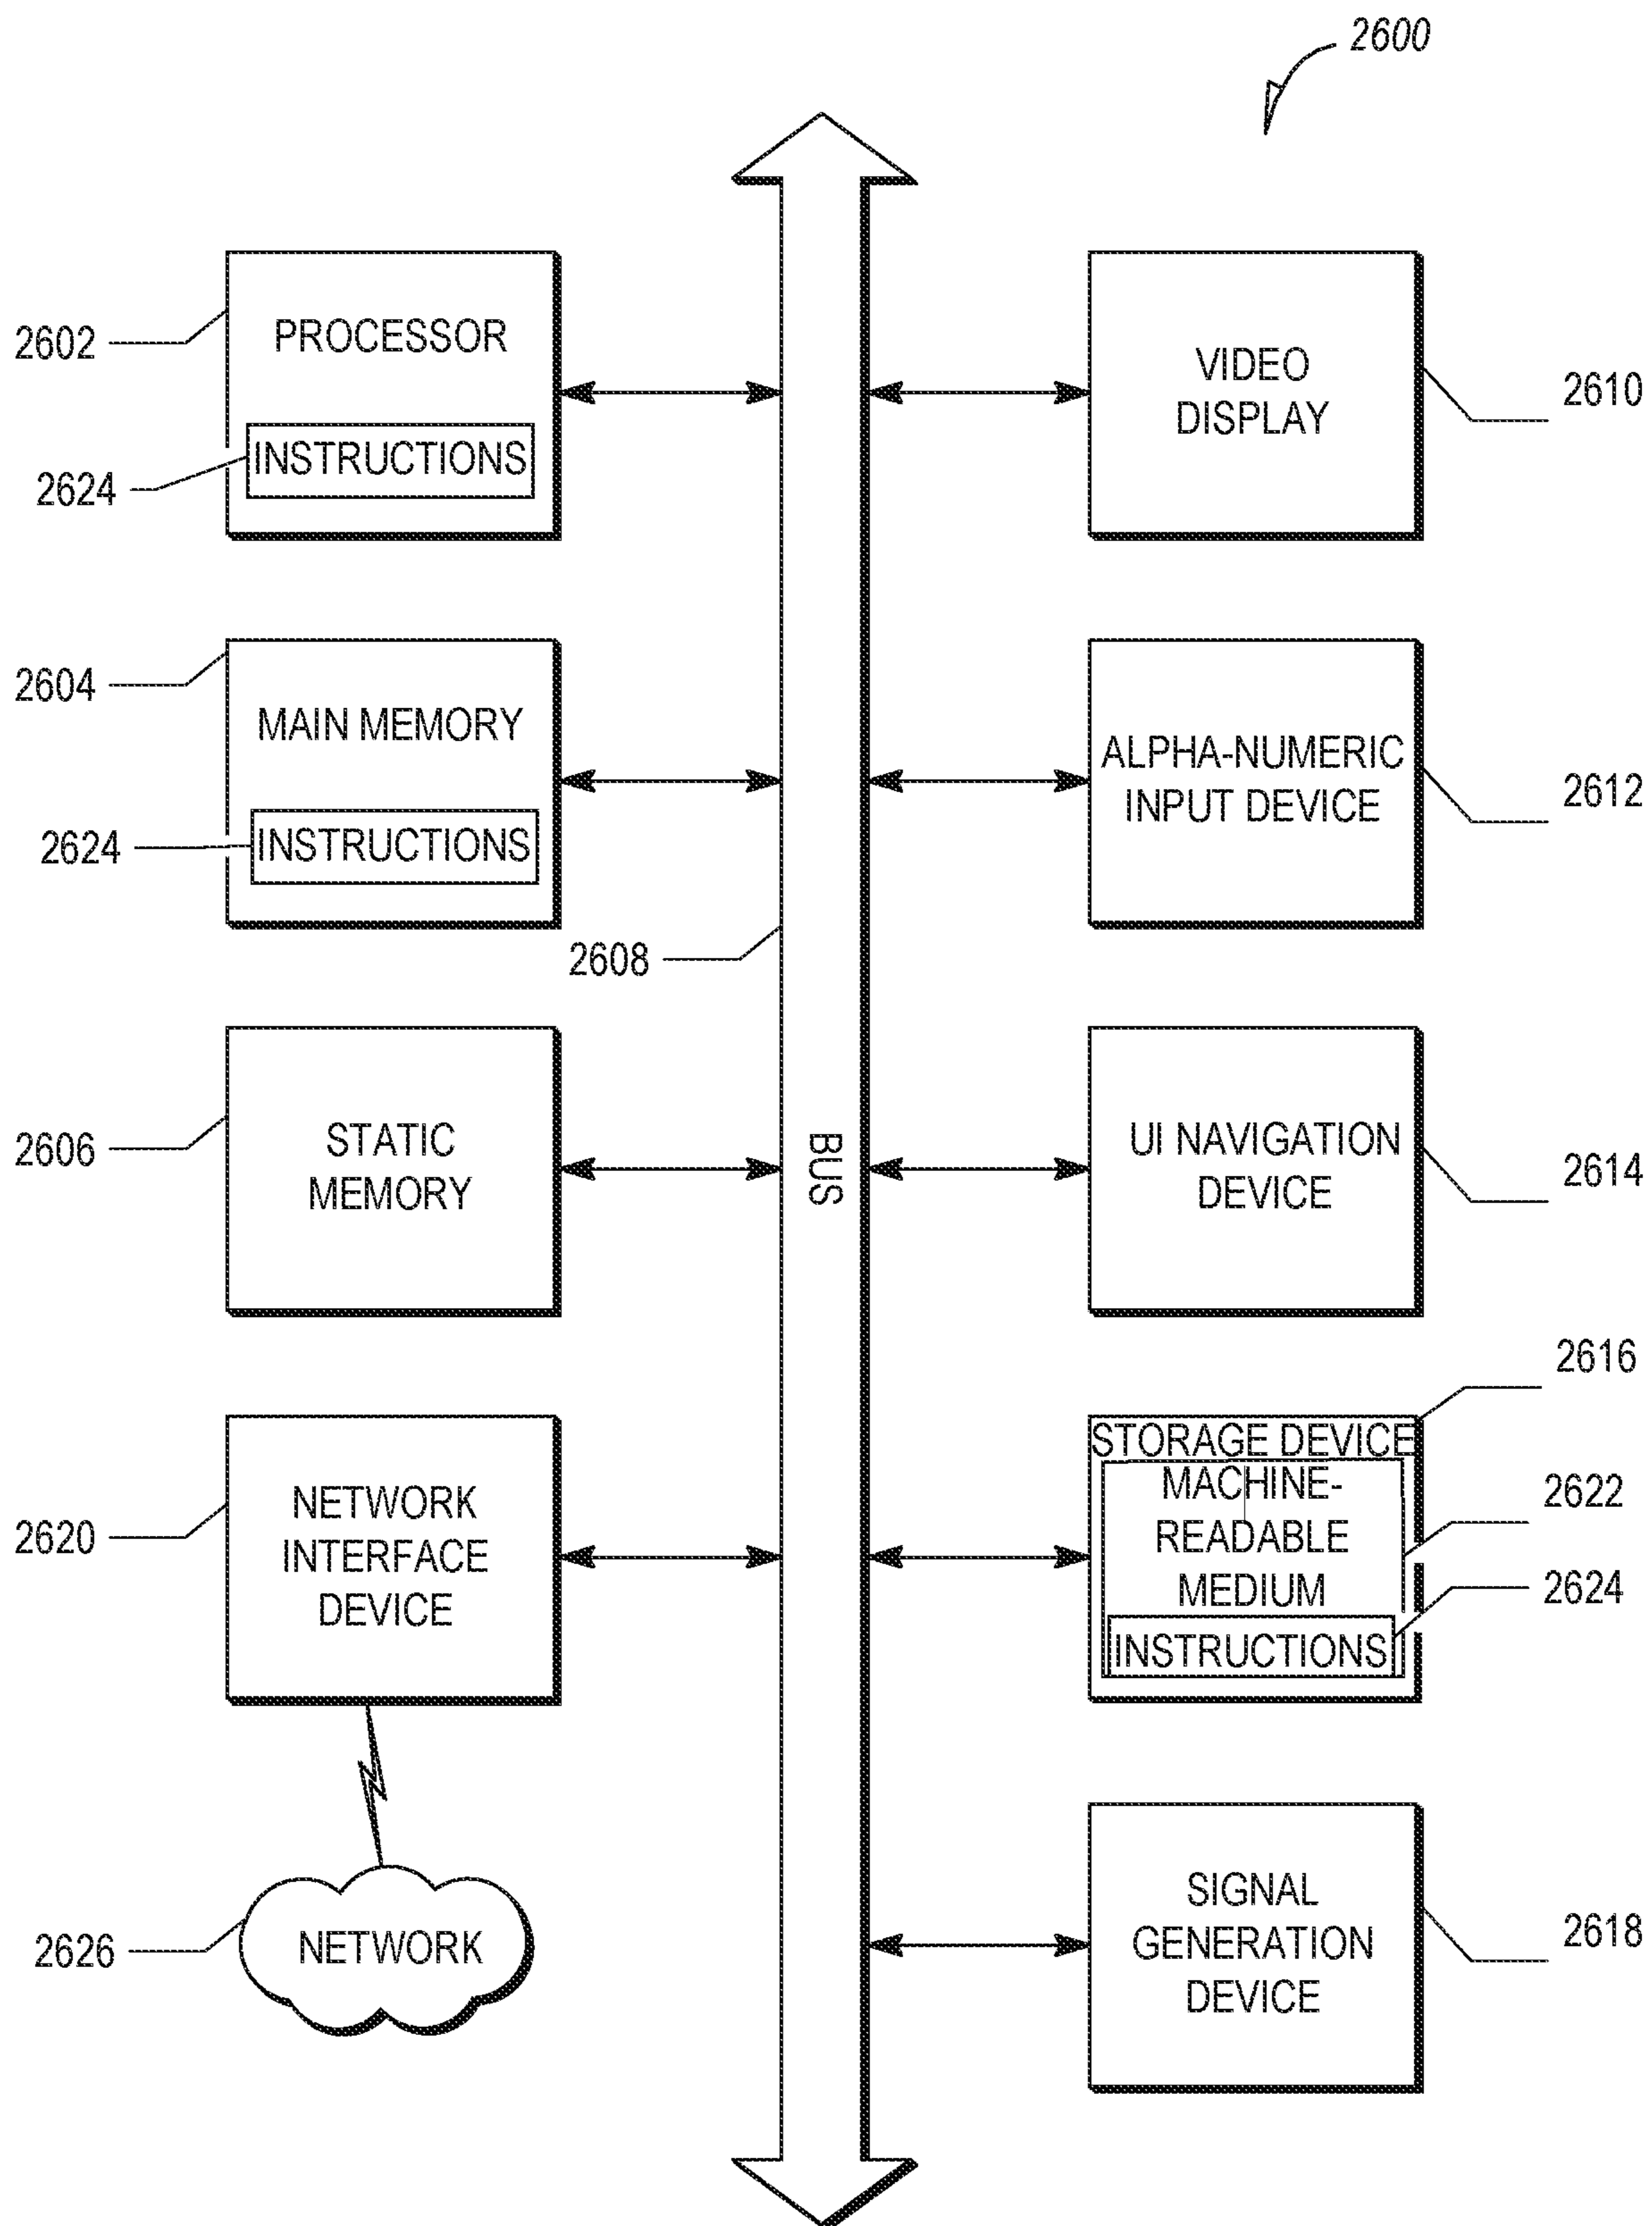 2600
2602
PROCESSOR
2624
INSTRUCTIONS
VIDEO
DISPLAY
2610
2604
MAIN MEMORY
2624
INSTRUCTIONS
ALPHA-NUMERIC
INPUT DEVICE
2612
2608
BUS
2606
STATIC
MEMORY
UI NAVIGATION
DEVICE
2614
2620
NETWORK
INTERFACE
DEVICE
2616
STORAGE DEVICE
MACHINE-
READABLE
MEDIUM
2622
2624
INSTRUCTIONS
2626
NETWORK
SIGNAL
GENERATION
DEVICE
2618